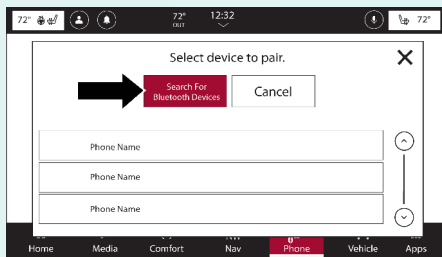 72° 72° OUT 12:32 72°
Select device to pair.
Search For
Bluetooth Devices
Cancel
Phone Name
Phone Name
Phone Name
Home Media Comfort Nav Phone Vehicle Apps